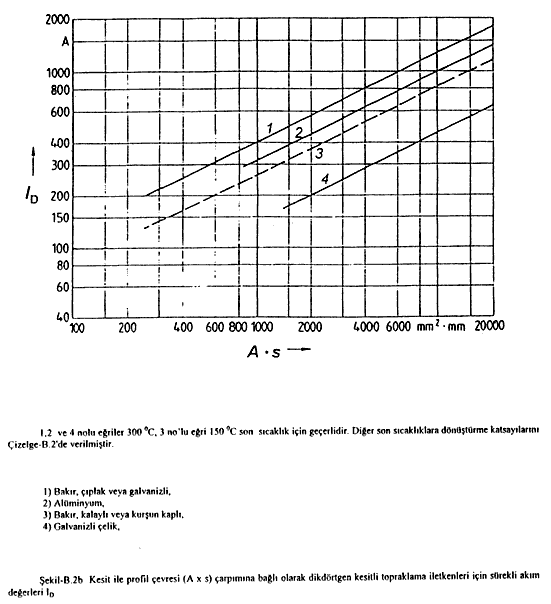 2000
A
1000
800
600
400
300
200
150
100
80
60
40
I_D
1
2
3
4
100 200 400 600 800 1000 2000 4000 6000 mm²·mm 20000
A · s
1,2 ve 4 nolu eğriler 300 ⁰C, 3 no'lu eğri 150 ⁰C son sıcaklık için geçerlidir. Diğer son sıcaklıklara dönüştürme katsayılarını
Çizelge-B.2'de verilmiştir.
1) Bakır, çıplak veya galvanizli,
2) Alüminyum,
3) Bakır, kalaylı veya kurşun kaplı,
4) Galvanizli çelik,
Şekil-B.2b Kesit ile profil çevresi (A x s) çarpımına bağlı olarak dikdörtgen kesitli topraklama iletkenleri için sürekli akım
değerleri I_D